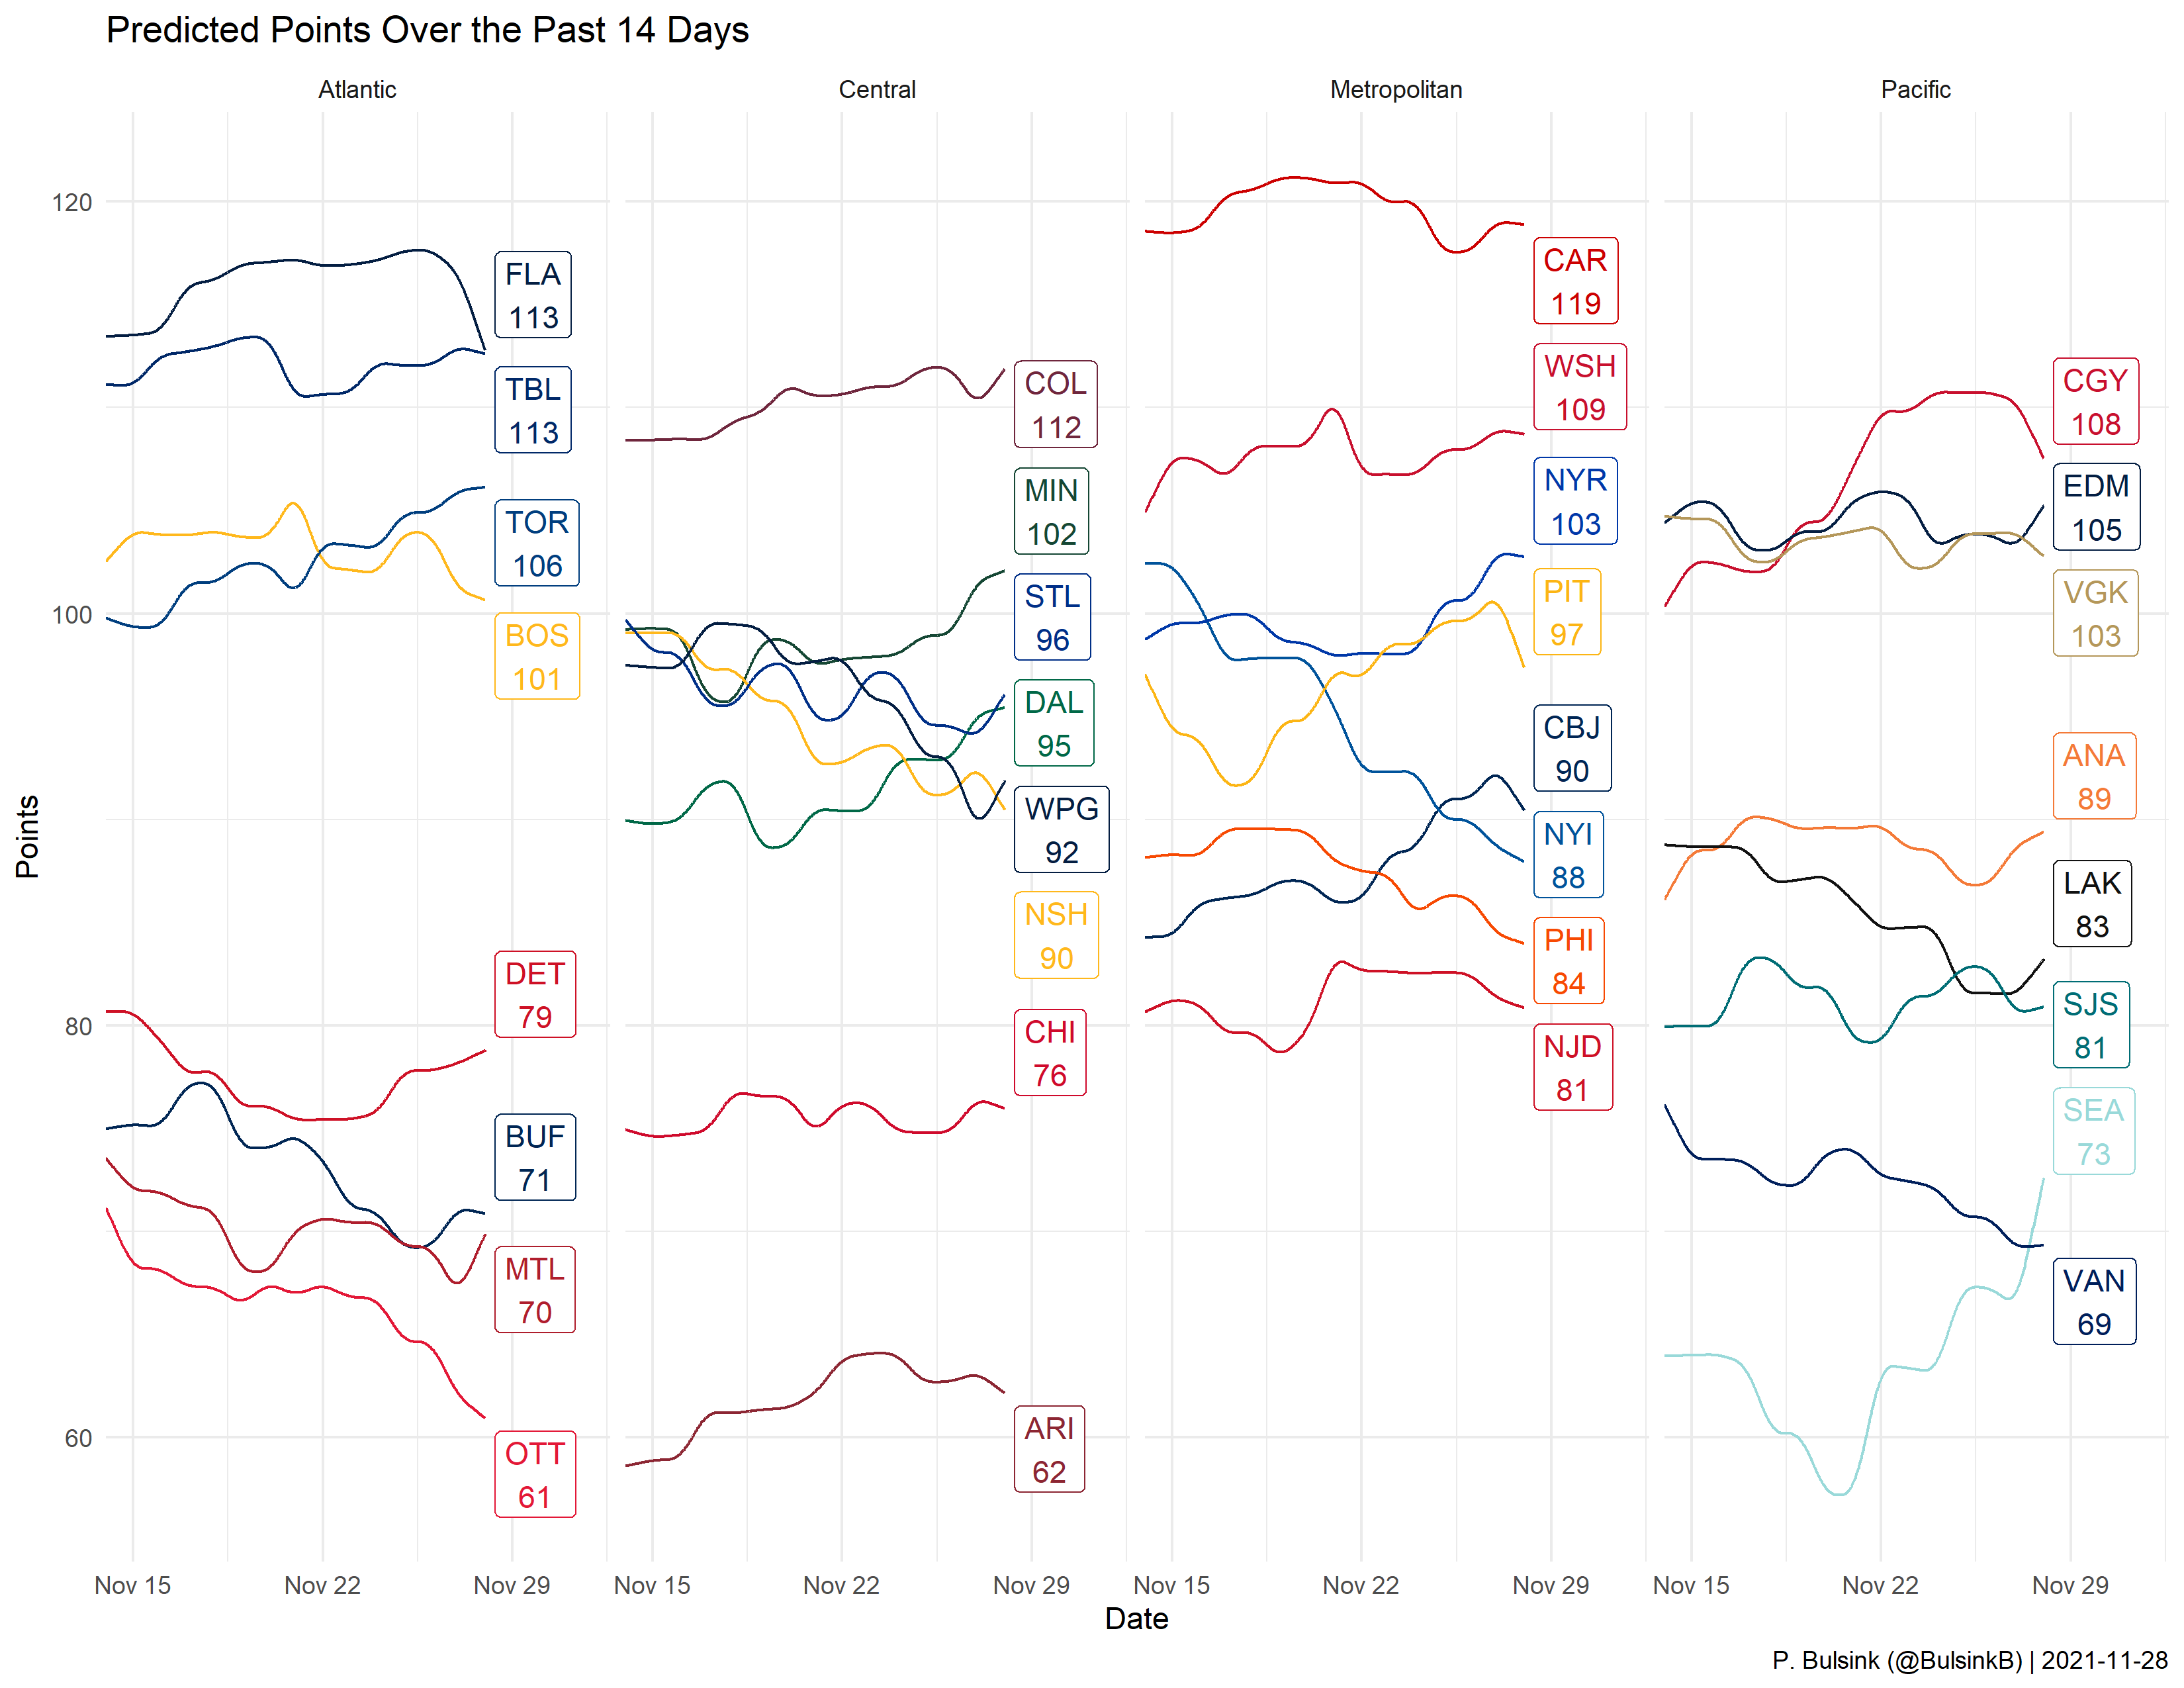 Predicted Points Over the Past 14 Days
Atlantic
Central
Metropolitan
Pacific
Points
120
100
80
60
FLA
113
TBL
113
TOR
106
BOS
101
DET
79
BUF
71
MTL
70
OTT
61
COL
112
MIN
102
STL
96
DAL
95
WPG
92
NSH
90
CHI
76
ARI
62
CAR
119
WSH
109
NYR
103
PIT
97
CBJ
90
NYI
88
PHI
84
NJD
81
CGY
108
EDM
105
VGK
103
ANA
89
LAK
83
SJS
81
SEA
73
VAN
69
Nov 15 Nov 22 Nov 29
Nov 15 Nov 22 Nov 29
Nov 15 Nov 22 Nov 29
Nov 15 Nov 22 Nov 29
Date
P. Bulsink (@BulsinkB) | 2021-11-28